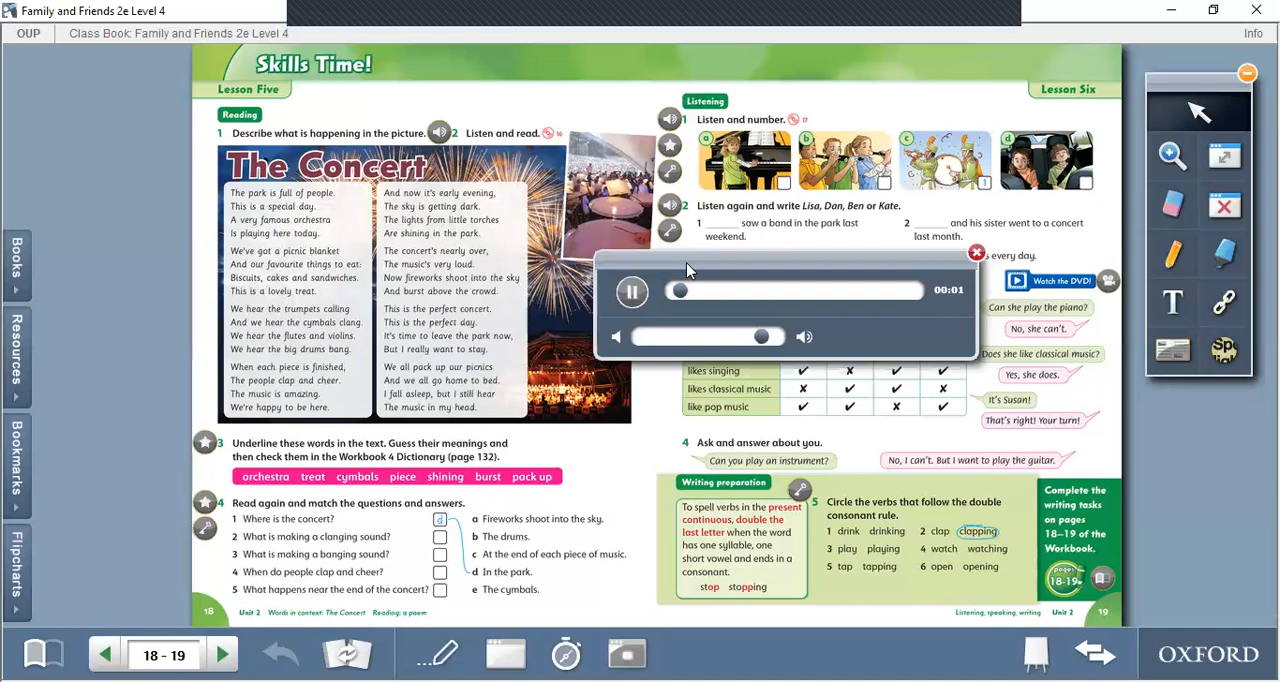 Family and Friends 2e Level 4
OUP
Class Book: Family and Friends 2e Level 4
Info
Skills Time!
Lesson Five
Reading
1 Describe what is happening in the picture.
2 Listen and read. 16
The Concert
The park is full of people.
This is a special day.
A very famous orchestra
Is playing here today.
We've got a picnic blanket
And our favourite things to eat:
Biscuits, cakes and sandwiches.
This is a lovely treat.
We hear the trumpets calling
And we hear the cymbals clang.
We hear the flutes and violins.
We hear the big drums bang.
When each piece is finished,
The people clap and cheer.
The music is amazing.
We're happy to be here.
And now it's early evening,
The sky is getting dark.
The lights from little torches
Are shining in the park.
The concert's nearly over,
The music's very loud.
Now fireworks shoot into the sky
And burst above the crowd.
This is the perfect concert.
This is the perfect day.
It's time to leave the park now,
But I really want to stay.
We all pack up our picnics
And we all go home to bed.
I fall asleep, but I still hear
The music in my head.
3 Underline these words in the text. Guess their meanings and
then check them in the Workbook 4 Dictionary (page 132).
orchestra treat cymbals piece shining burst pack up
4 Read again and match the questions and answers.
1 Where is the concert? d
2 What is making a clanging sound?
3 What is making a banging sound?
4 When do people clap and cheer?
5 What happens near the end of the concert?
a Fireworks shoot into the sky.
b The drums.
c At the end of each piece of music.
d In the park.
e The cymbals.
18 Unit 2 Words in context: The Concert Reading: a poem
Lesson Six
Listening
1 Listen and number. 17
a
b
c
d
1
2 Listen again and write Lisa, Dan, Ben or Kate.
1 ______ saw a band in the park last
weekend.
2 ______ and his sister went to a concert
last month.
s every day.
00:01
Watch the DVD!
Can she play the piano?
No, she can't.
Does she like classical music?
Yes, she does.
It's Susan!
That's right! Your turn!
likes singing ✔ ✘ ✔ ✔
likes classical music ✘ ✔ ✔ ✘
like pop music ✔ ✔ ✘ ✔
4 Ask and answer about you.
Can you play an instrument?
No, I can't. But I want to play the guitar.
Writing preparation
To spell verbs in the present
continuous, double the
last letter when the word
has one syllable, one
short vowel and ends in a
consonant.
stop stopping
5 Circle the verbs that follow the double
consonant rule.
1 drink drinking 2 clap clapping
3 play playing 4 watch watching
5 tap tapping 6 open opening
Complete
the writing
tasks on
pages
18–19 of the
Workbook.
pages
18-19
Listening, speaking, writing Unit 2 19
Books
Resources
Bookmarks
Flipcharts
T
Sp
18 - 19
OXFORD